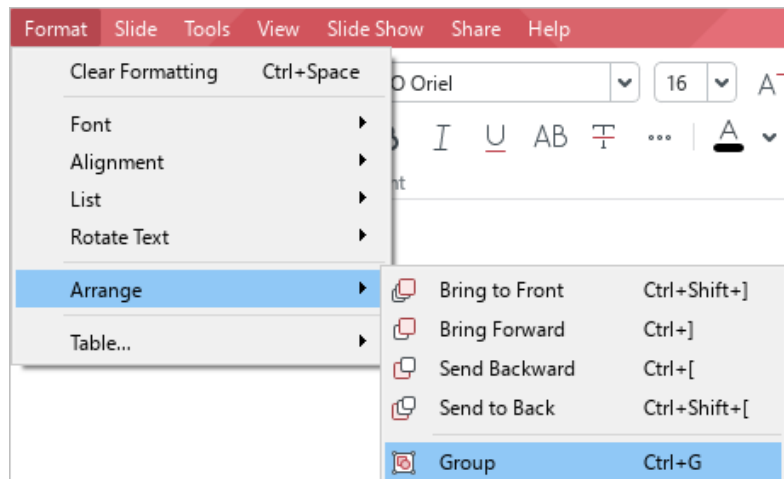 Format Slide Tools View Slide Show Share Help
Clear Formatting Ctrl+Space
O Oriel 16 A
Font
I U AB T
Alignment
A
List
Rotate Text
Arrange
Bring to Front Ctrl+Shift+]
Bring Forward Ctrl+]
Table...
Send Backward Ctrl+[
Send to Back Ctrl+Shift+[
Group Ctrl+G